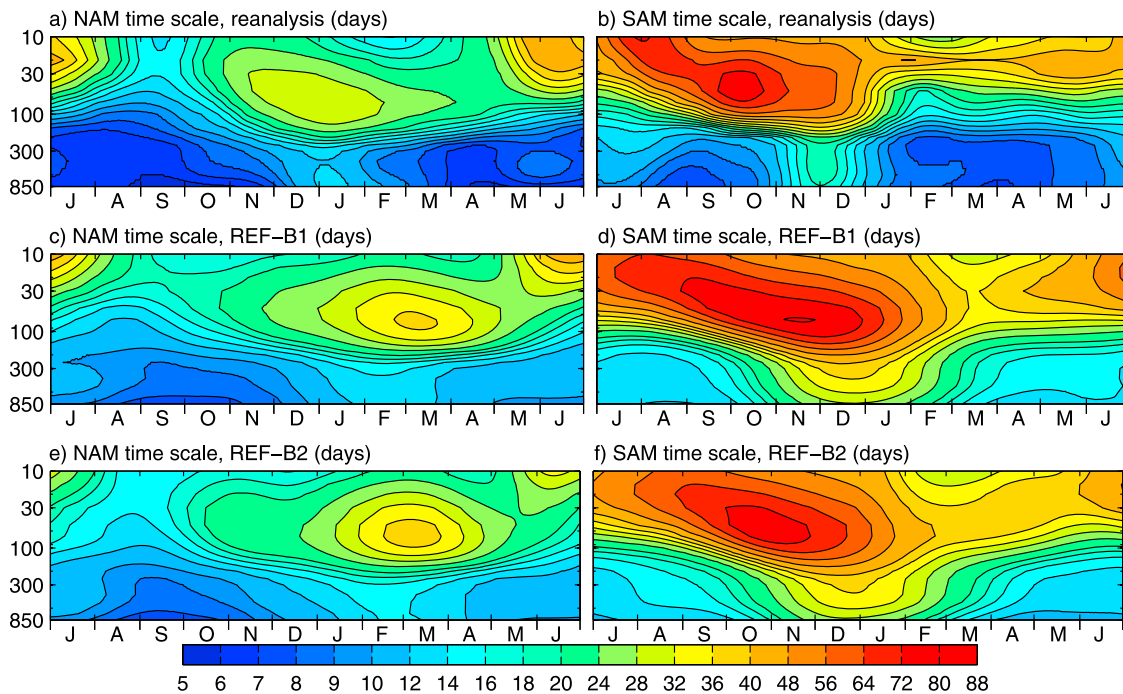 a) NAM time scale, reanalysis (days)
b) SAM time scale, reanalysis (days)
10
30
100
300
850
J A S O N D J F M A M J
J A S O N D J F M A M J
c) NAM time scale, REF−B1 (days)
d) SAM time scale, REF−B1 (days)
10
30
100
300
850
J A S O N D J F M A M J
J A S O N D J F M A M J
e) NAM time scale, REF−B2 (days)
f) SAM time scale, REF−B2 (days)
10
30
100
300
850
J A S O N D J F M A M J
J A S O N D J F M A M J
5 6 7 8 9 10 12 14 16 18 20 24 28 32 36 40 48 56 64 72 80 88